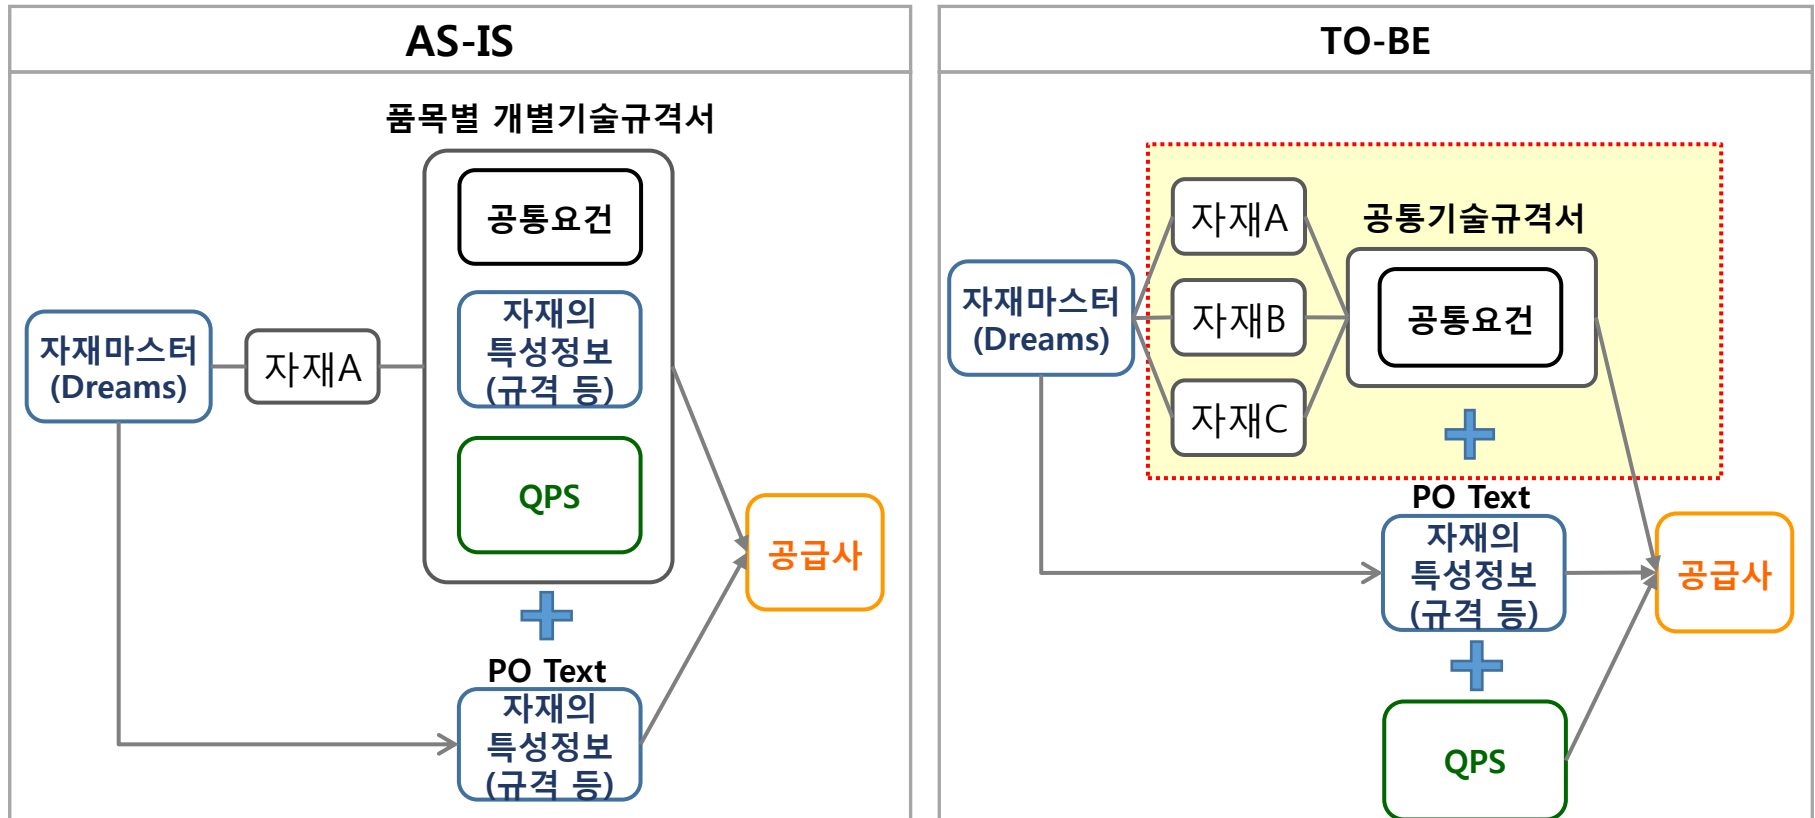 AS-IS
품목별 개별기술규격서
공통요건
자재의
특성정보
(규격 등)
QPS
자재마스터
(Dreams)
자재A
공급사
PO Text
자재의
특성정보
(규격 등)
TO-BE
자재마스터
(Dreams)
자재A
자재B
자재C
공통기술규격서
공통요건
PO Text
자재의
특성정보
(규격 등)
공급사
QPS